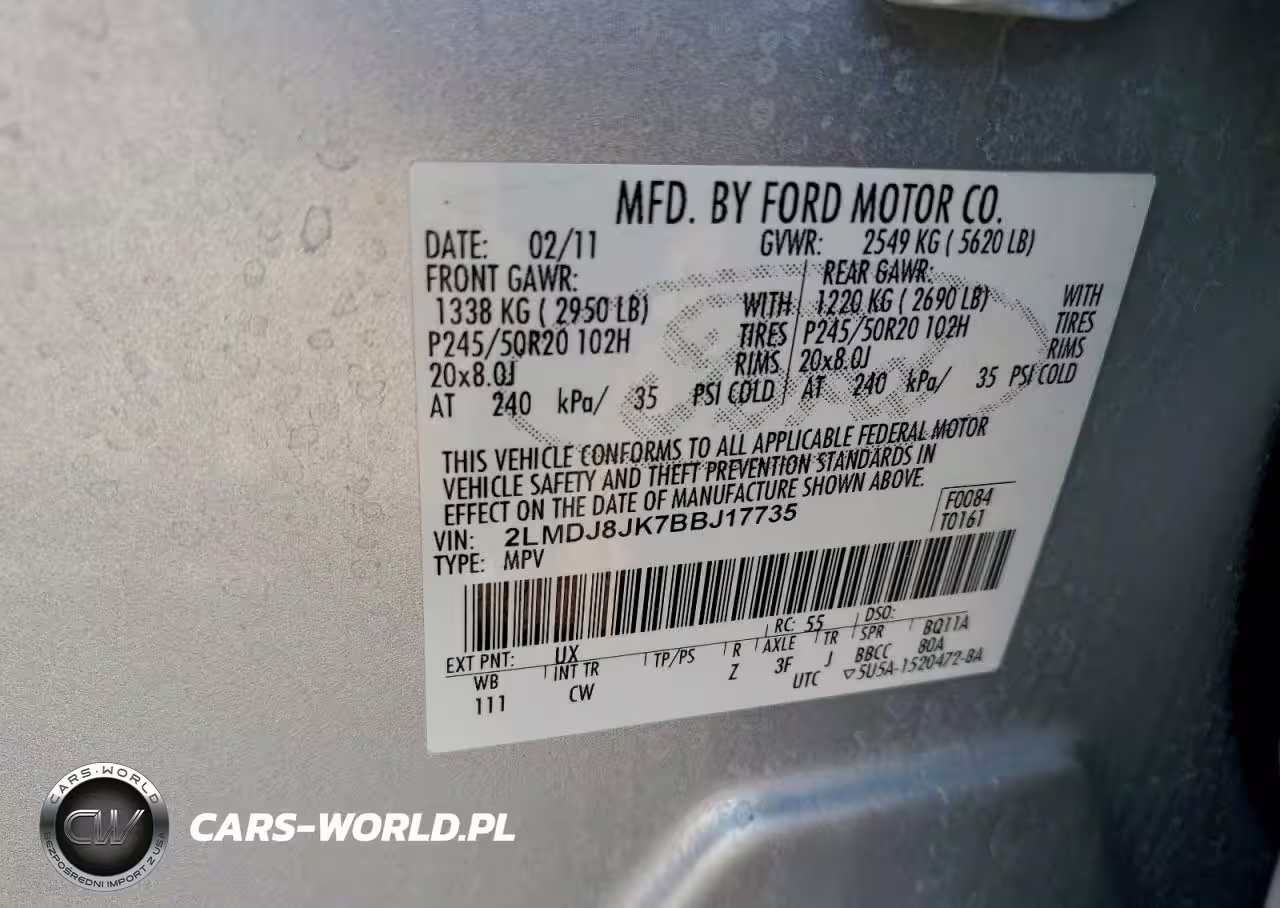 MFD. BY FORD MOTOR CO.
DATE: 02/11 GVWR: 2549 KG ( 5620 LB)
FRONT GAWR: REAR GAWR:
1338 KG ( 2950 LB) WITH 1220 KG ( 2690 LB) WITH
P245/50R20 102H TIRES P245/50R20 102H TIRES
20x8.0J RIMS 20x8.0J RIMS
AT 240 kPa/ 35 PSI COLD AT 240 kPa/ 35 PSI COLD
THIS VEHICLE CONFORMS TO ALL APPLICABLE FEDERAL MOTOR
VEHICLE SAFETY AND THEFT PREVENTION STANDARDS IN
EFFECT ON THE DATE OF MANUFACTURE SHOWN ABOVE.
F0084
VIN: 2LMDJ8JK7BBJ17735 T0161
TYPE: MPV
EXT PNT: UX RC: 55 DSO:
WB INT TR TP/PS R AXLE TR SPR BQ11A
111 CW Z 3F J BBCC 80A
UTC ▽5U5A-1520472-BA
CARS-WORLD
CW
BEZPOŚREDNI IMPORT Z USA
CARS-WORLD.PL